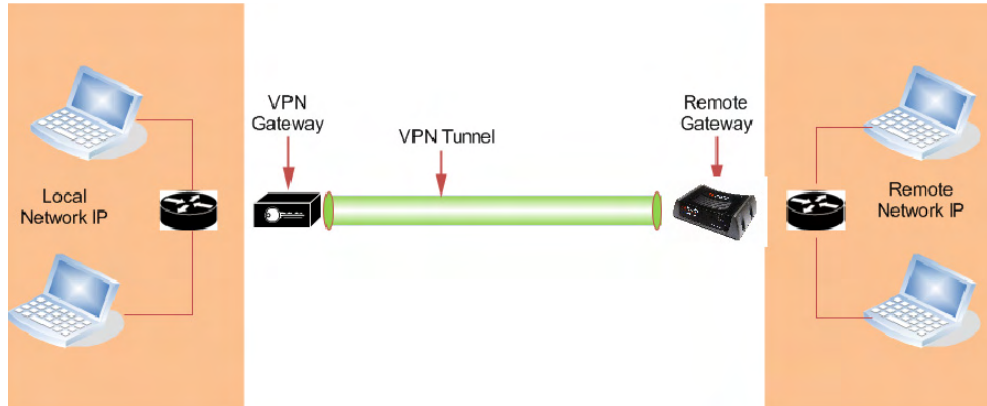 VPN
Gateway
VPN Tunnel
Remote
Gateway
Local
Network IP
Remote
Network IP